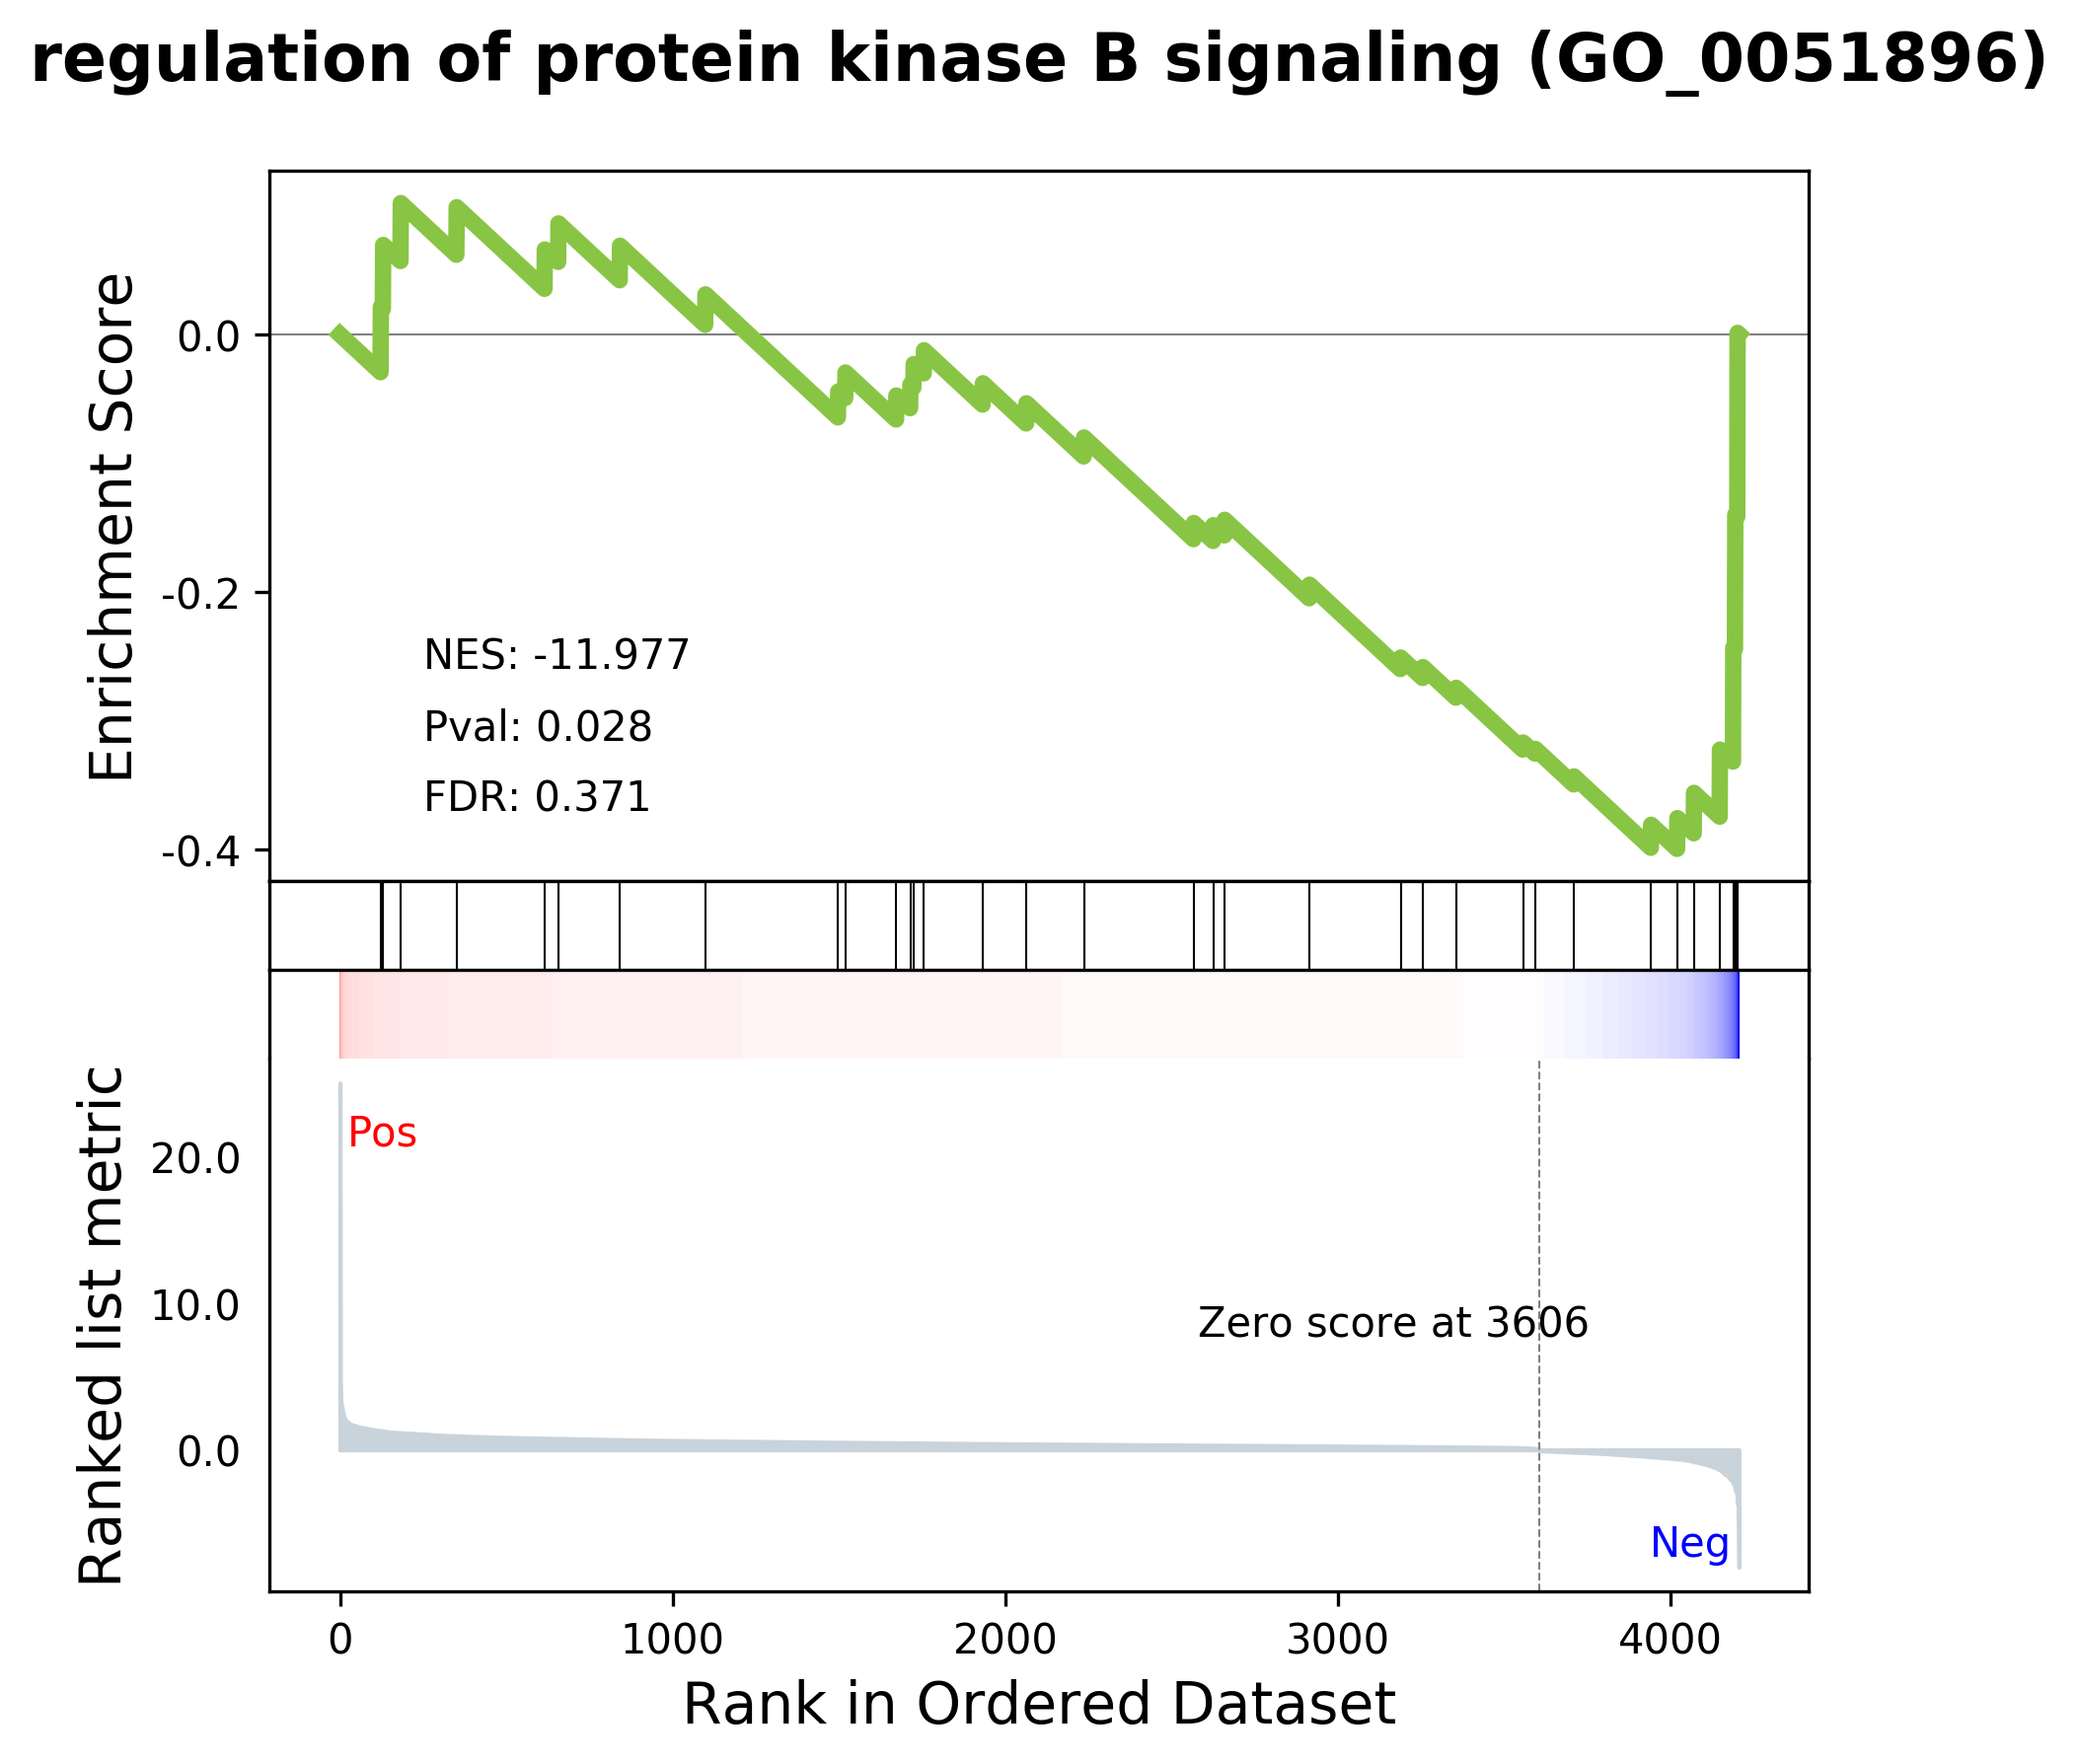 regulation of protein kinase B signaling (GO_0051896)
Enrichment Score
0.0
-0.2
-0.4
NES: -11.977
Pval: 0.028
FDR: 0.371
Ranked list metric
20.0
10.0
0.0
Pos
Zero score at 3606
Neg
0 1000 2000 3000 4000
Rank in Ordered Dataset